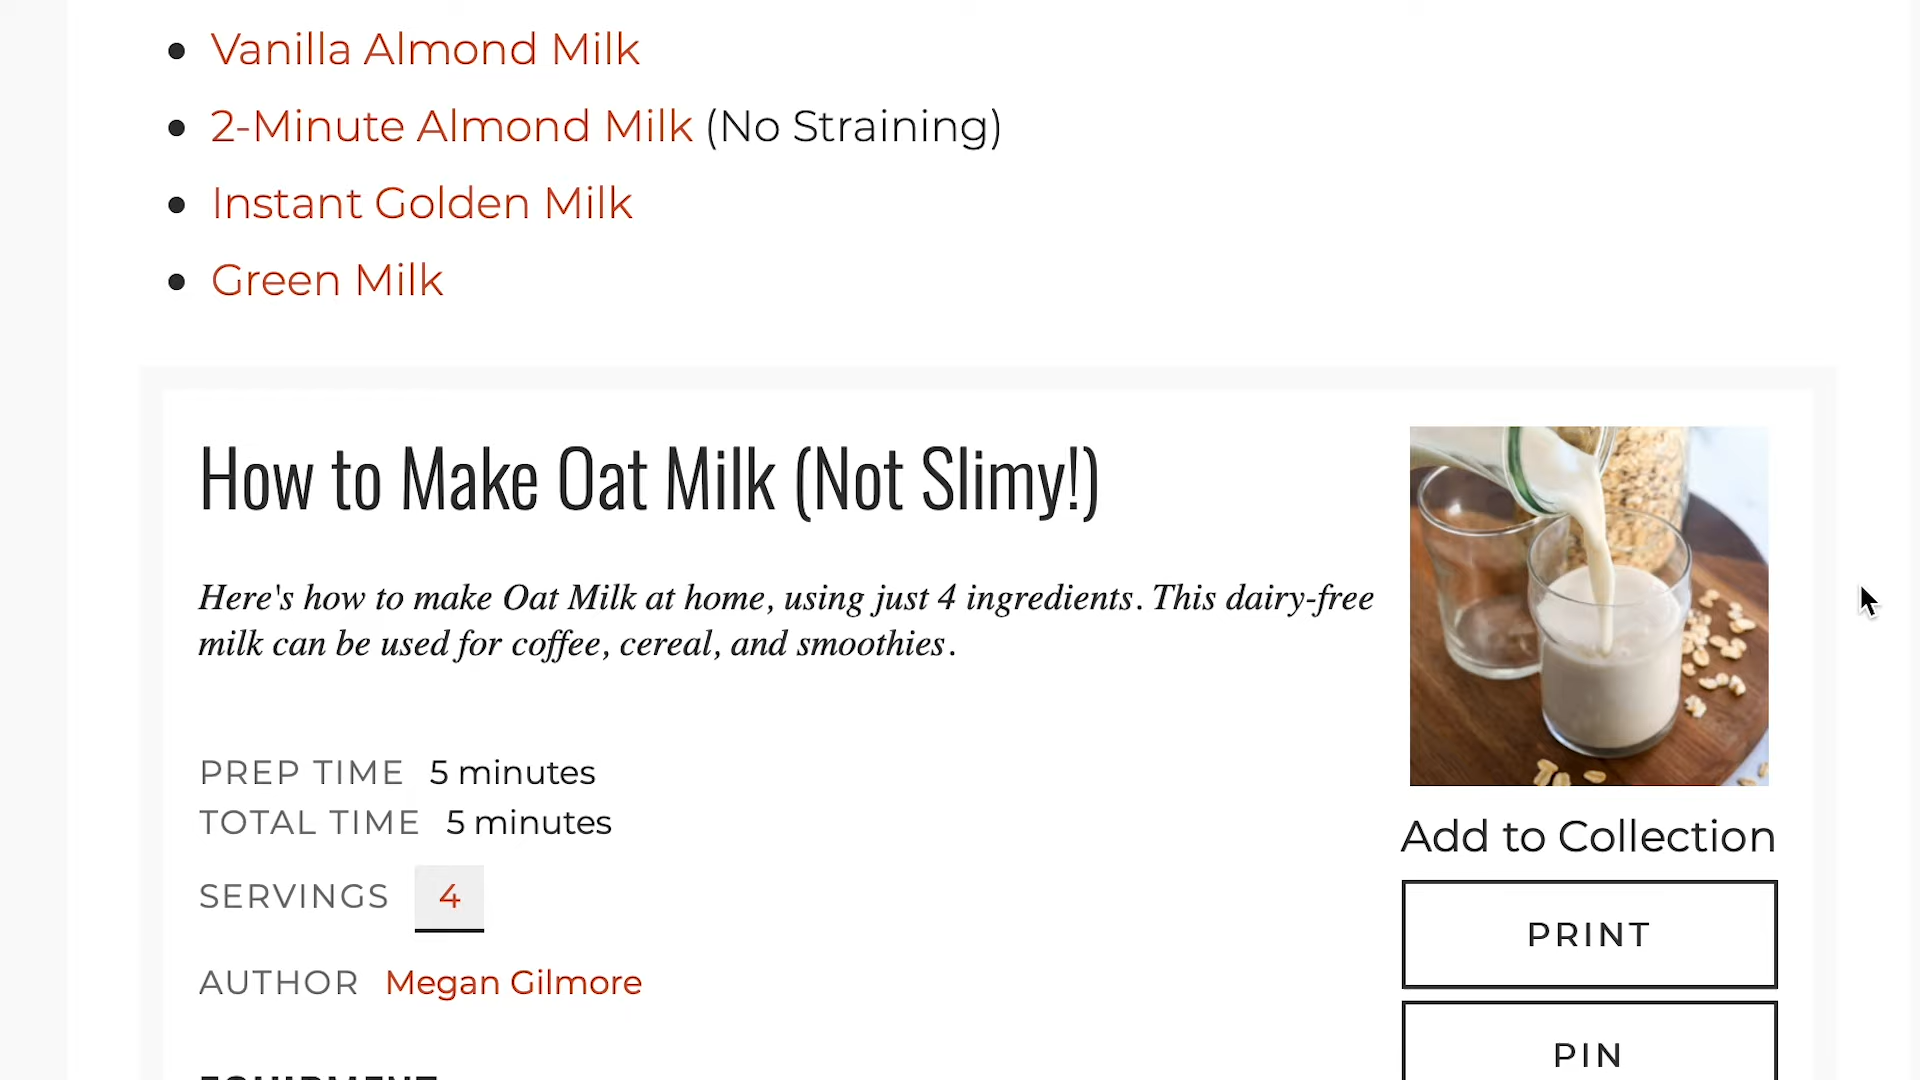 Vanilla Almond Milk
2-Minute Almond Milk (No Straining)
Instant Golden Milk
Green Milk
How to Make Oat Milk (Not Slimy!)
Here's how to make Oat Milk at home, using just 4 ingredients. This dairy-free
milk can be used for coffee, cereal, and smoothies.
PREP TIME 5 minutes
TOTAL TIME 5 minutes
SERVINGS 4
AUTHOR Megan Gilmore
Add to Collection
PRINT
PIN